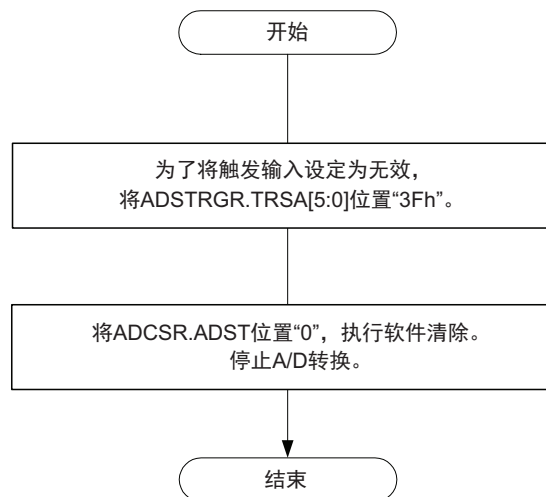 开始
为了将触发输入设定为无效，
将ADSTRGR.TRSA[5:0]位置“3Fh”。
将ADCSR.ADST位置“0”，执行软件清除。
停止A/D转换。
结束